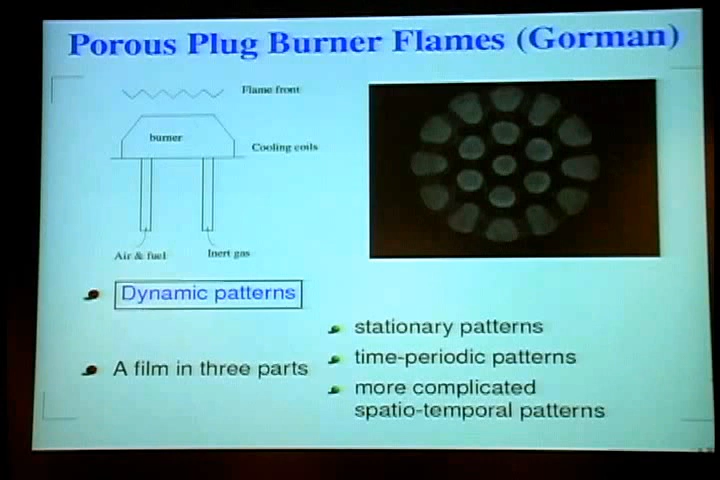 Porous Plug Burner Flames (Gorman)
Flame front
burner
Cooling coils
Air & fuel
Inert gas
Dynamic patterns
A film in three parts
stationary patterns
time-periodic patterns
more complicated
spatio-temporal patterns